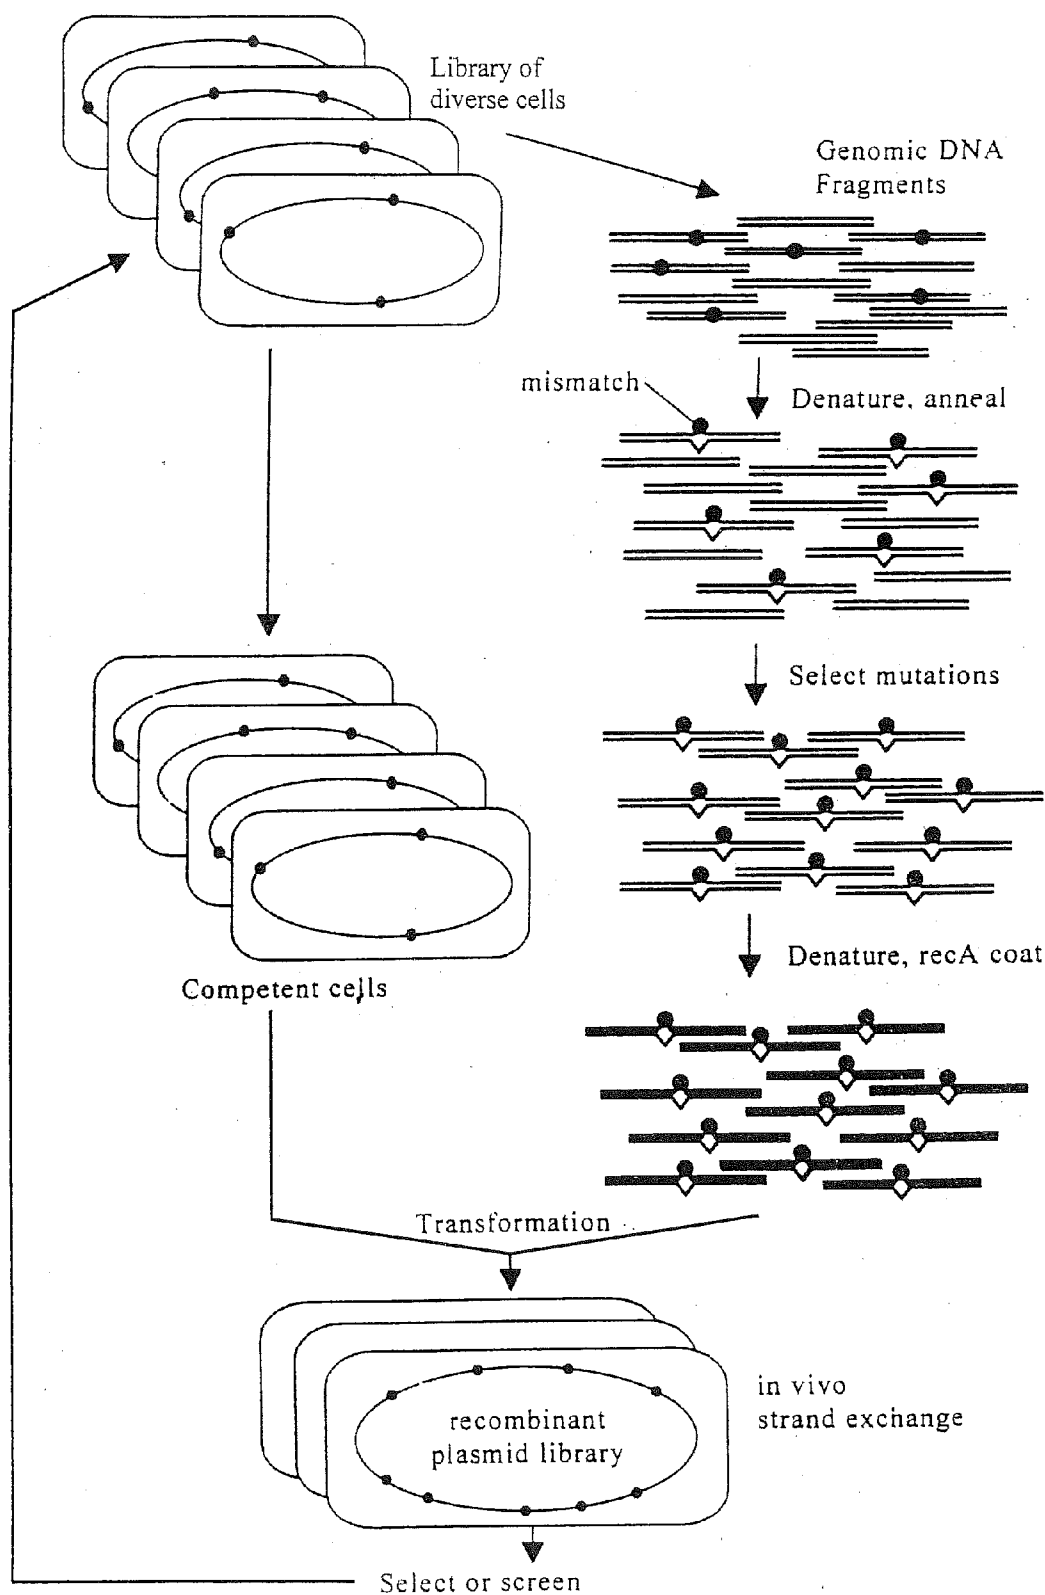 Library of
diverse cells
Genomic DNA
Fragments
mismatch
Denature, anneal
Select mutations
Denature, recA coat
Competent cells
Transformation
in vivo
strand exchange
recombinant
plasmid library
Select or screen